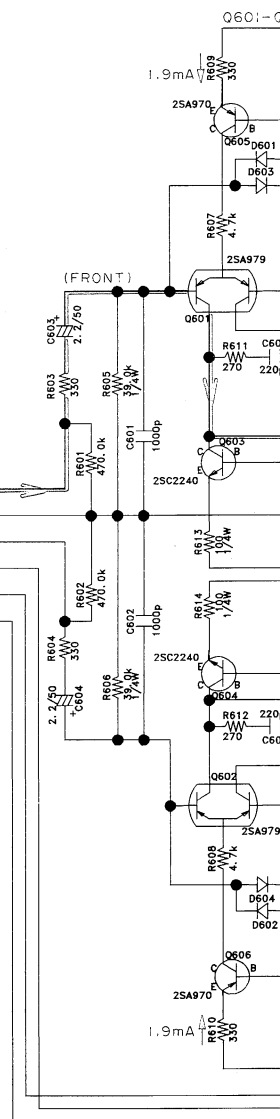 Q601-Q
1.9mA
R609
330
2SA970
E
C
B
Q605
D601
D603
R607
4.7k
2SA979
(FRONT)
Q601
C603
+
2.2/50
R605
39.0k
1/4W
R611
270
C60
220p
R603
330
C601
1000p
Q603
C
B
E
2SC2240
R601
470.0k
R613
100
1/4W
R602
470.0k
C602
1000p
R614
100
1/4W
R604
330
2SC2240
E
C
B
Q604
2.2/50
+C604
R606
39.0k
1/4W
R612
270
220p
C60
Q602
2SA979
R608
4.7k
D604
D602
Q606
C
B
E
2SA970
1.9mA
R610
330